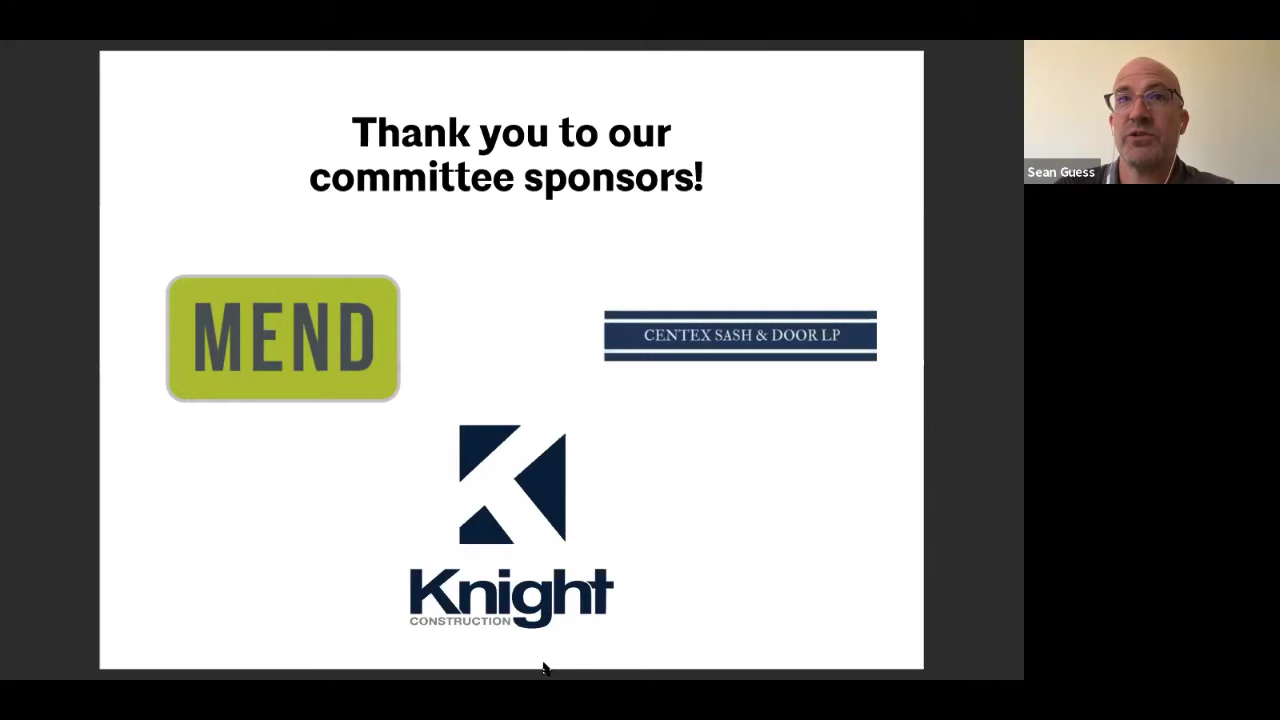 Thank you to our
committee sponsors!
Sean Guess
MEND
CENTEX SASH & DOOR LP
Knight
CONSTRUCTION